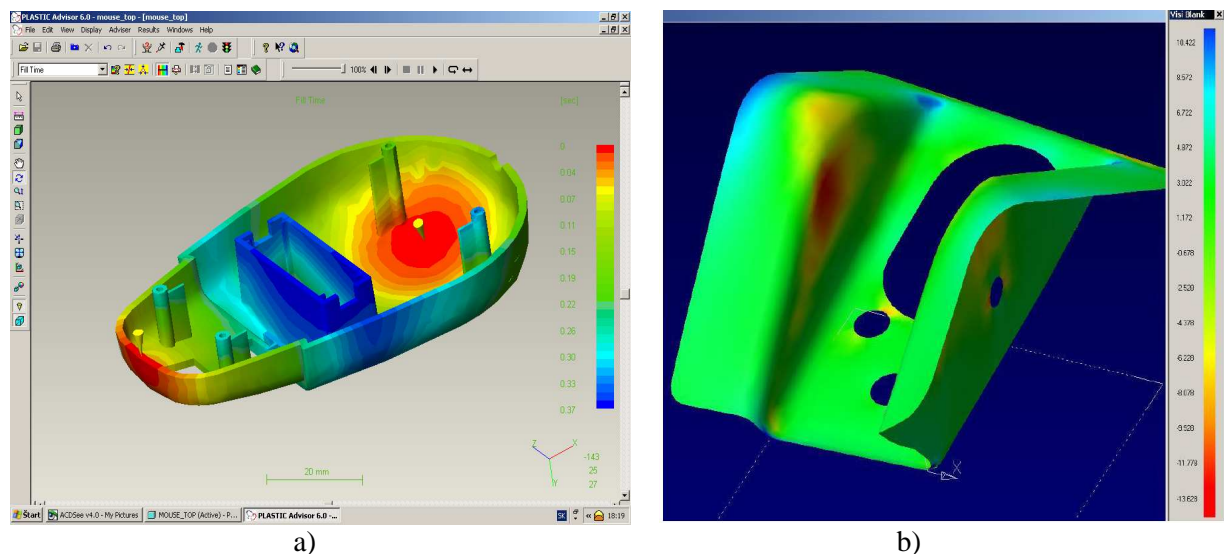 PLASTIC Advisor 6.0 - mouse_top - [mouse_top]
File Edit View Display Adviser Results Windows Help
Fill Time
100%
Fill Time
[sec]
0
0.04
0.07
0.11
0.15
0.19
0.22
0.26
0.30
0.33
0.37
Z X
Y
-143
25
27
20 mm
Štart ACDSee v4.0 - My Pictures MOUSE_TOP (Active) - P... PLASTIC Advisor 6.0 -... SK « 18:19
a)
Visi Blank
10.422
8.572
6.722
4.972
3.022
1.172
-0.678
-2.528
-4.378
-6.228
-8.078
-9.928
-11.779
-13.628
X
b)